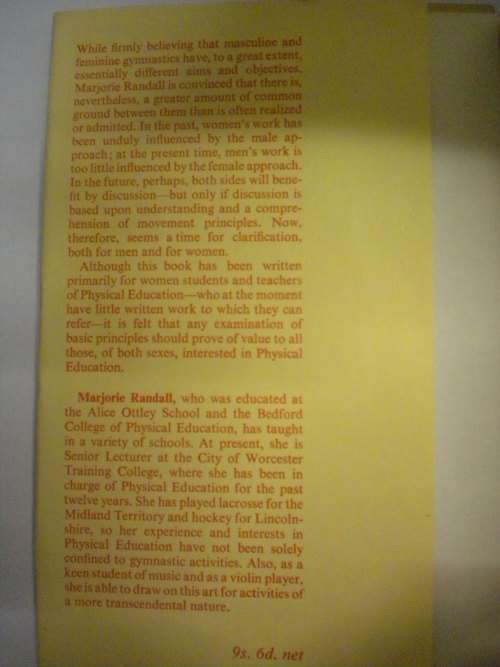 While firmly believing that masculine and
feminine gymnastics have, to a great extent,
essentially different aims and objectives,
Marjorie Randall is convinced that there is,
nevertheless, a greater amount of common
ground between them than is often realized
or admitted. In the past, women's work has
been unduly influenced by the male ap-
proach; at the present time, men's work is
too little influenced by the female approach.
In the future, perhaps, both sides will bene-
fit by discussion—but only if discussion is
based upon understanding and a compre-
hension of movement principles. Now,
therefore, seems a time for clarification,
both for men and for women.
Although this book has been written
primarily for women students and teachers
of Physical Education—who at the moment
have little written work to which they can
refer—it is felt that any examination of
basic principles should prove of value to all
those, of both sexes, interested in Physical
Education.
Marjorie Randall, who was educated at
the Alice Ottley School and the Bedford
College of Physical Education, has taught
in a variety of schools. At present, she is
Senior Lecturer at the City of Worcester
Training College, where she has been in
charge of Physical Education for the past
twelve years. She has played lacrosse for the
Midland Territory and hockey for Lincoln-
shire, so her experience and interests in
Physical Education have not been solely
confined to gymnastic activities. Also, as a
keen student of music and as a violin player,
she is able to draw on this art for activities of
a more transcendental nature.
9s. 6d. net